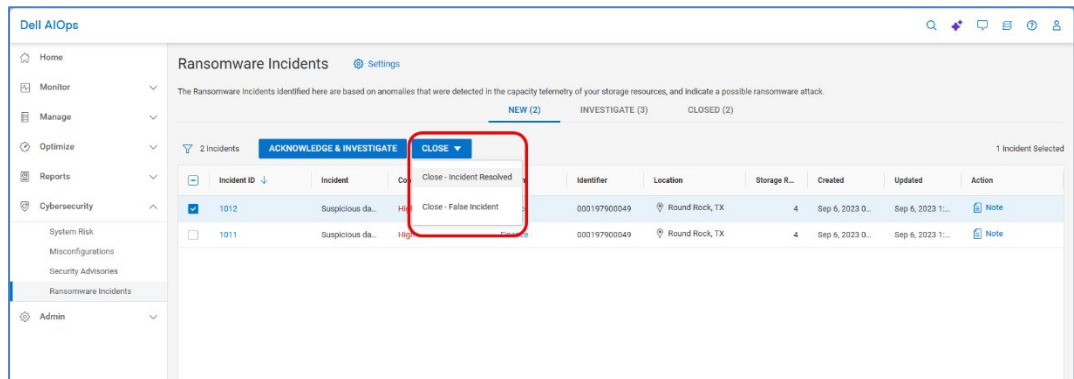 Dell AIOps
Home
Monitor
Manage
Optimize
Reports
Cybersecurity
System Risk
Misconfigurations
Security Advisories
Ransomware Incidents
Admin
Ransomware Incidents Settings
The Ransomware Incidents identified here are based on anomalies that were detected in the capacity telemetry of your storage resources, and indicate a possible ransomware attack.
NEW (2) INVESTIGATE (3) CLOSED (2)
2 Incidents ACKNOWLEDGE & INVESTIGATE CLOSE 1 Incident Selected
Close - Incident Resolved
Close - False Incident
Incident ID Incident Identifier Location Storage R... Created Updated Action
1012 Suspicious da... 000197900049 Round Rock, TX 4 Sep 6, 2023 0... Sep 6, 2023 1:... Note
1011 Suspicious da... High Finance 000197900049 Round Rock, TX 4 Sep 6, 2023 0... Sep 6, 2023 1:... Note